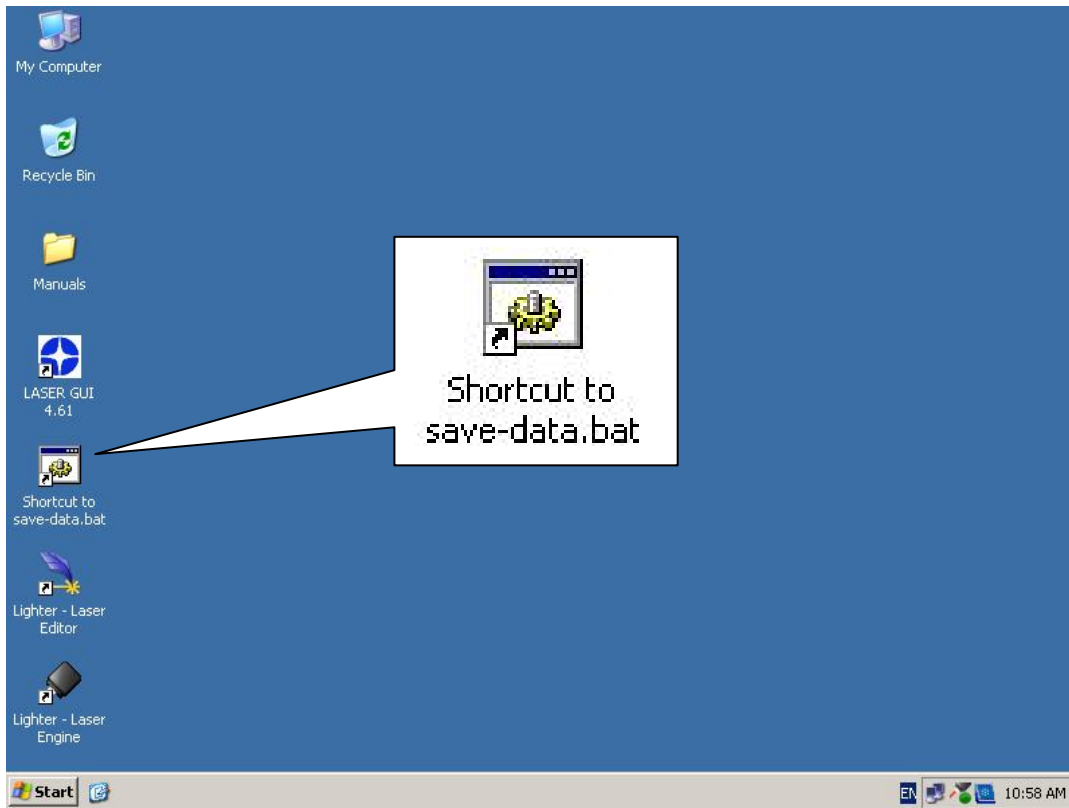 My Computer
Recycle Bin
Manuals
LASER GUI
4.61
Shortcut to
save-data.bat
Lighter - Laser
Editor
Lighter - Laser
Engine
Shortcut to
save-data.bat
Start
EN
10:58 AM